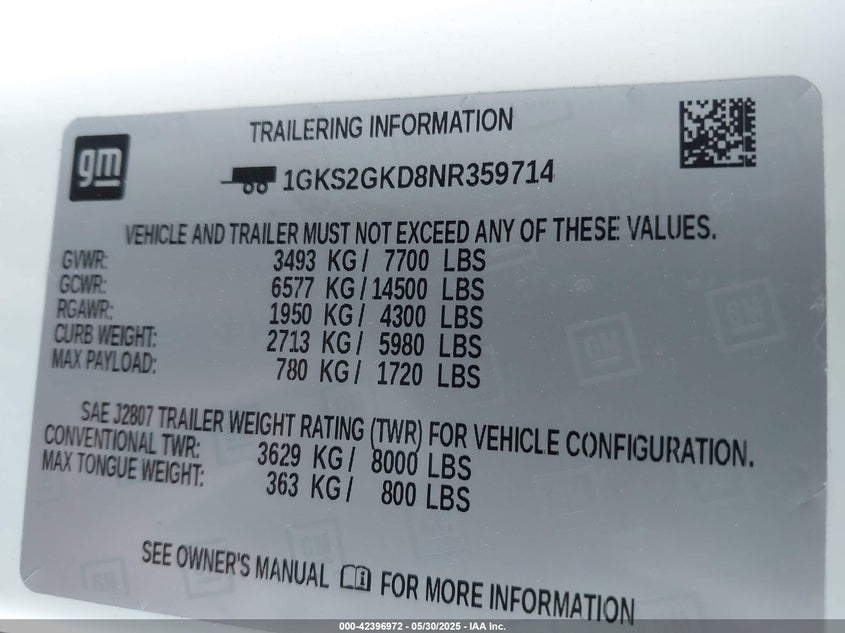 gm
TRAILERING INFORMATION
1GKS2GKD8NR359714
VEHICLE AND TRAILER MUST NOT EXCEED ANY OF THESE VALUES.
GVWR: 3493 KG / 7700 LBS
GCWR: 6577 KG / 14500 LBS
RGAWR: 1950 KG / 4300 LBS
CURB WEIGHT: 2713 KG / 5980 LBS
MAX PAYLOAD: 780 KG / 1720 LBS
SAE J2807 TRAILER WEIGHT RATING (TWR) FOR VEHICLE CONFIGURATION.
CONVENTIONAL TWR: 3629 KG / 8000 LBS
MAX TONGUE WEIGHT: 363 KG / 800 LBS
SEE OWNER'S MANUAL FOR MORE INFORMATION
000-42396972 - 05/30/2025 - IAA Inc.